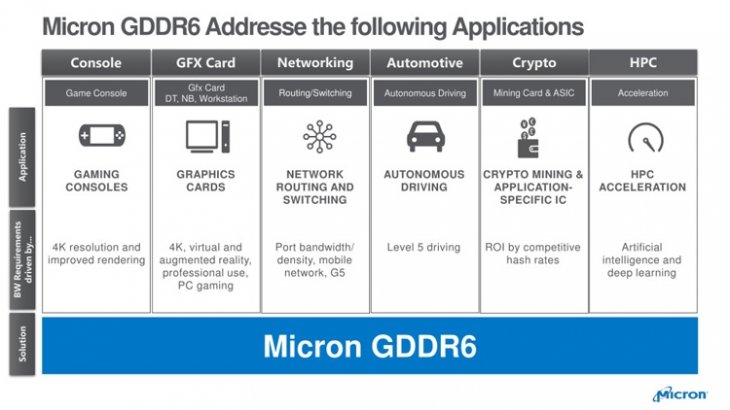 Micron GDDR6 Addresse the following Applications
Console
GFX Card
Networking
Automotive
Crypto
HPC
Game Console
Gfx Card
DT, NB, Workstation
Routing/Switching
Autonomous Driving
Mining Card & ASIC
Acceleration
Application
GAMING
CONSOLES
GRAPHICS
CARDS
NETWORK
ROUTING AND
SWITCHING
AUTONOMOUS
DRIVING
CRYPTO MINING &
APPLICATION-
SPECIFIC IC
HPC
ACCELERATION
BW Requirements
driven by...
4K resolution and
improved rendering
4K, virtual and
augmented reality,
professional use,
PC gaming
Port bandwidth/
density, mobile
network, G5
Level 5 driving
ROI by competitive
hash rates
Artificial
intelligence and
deep learning
Solution
Micron GDDR6
Micron